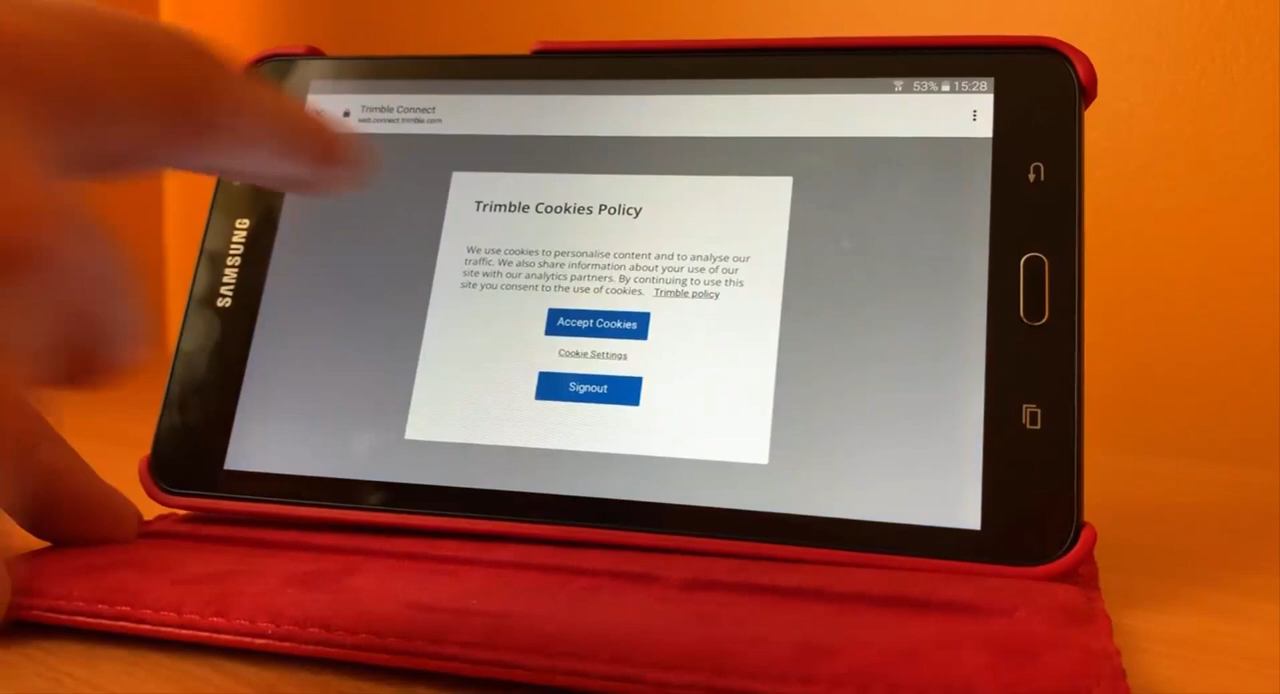 53% 15:28
Trimble Connect
web.connect.trimble.com
SAMSUNG
Trimble Cookies Policy
We use cookies to personalise content and to analyse our
traffic. We also share information about your use of our
site with our analytics partners. By continuing to use this
site you consent to the use of cookies. Trimble policy
Accept Cookies
Cookie Settings
Signout